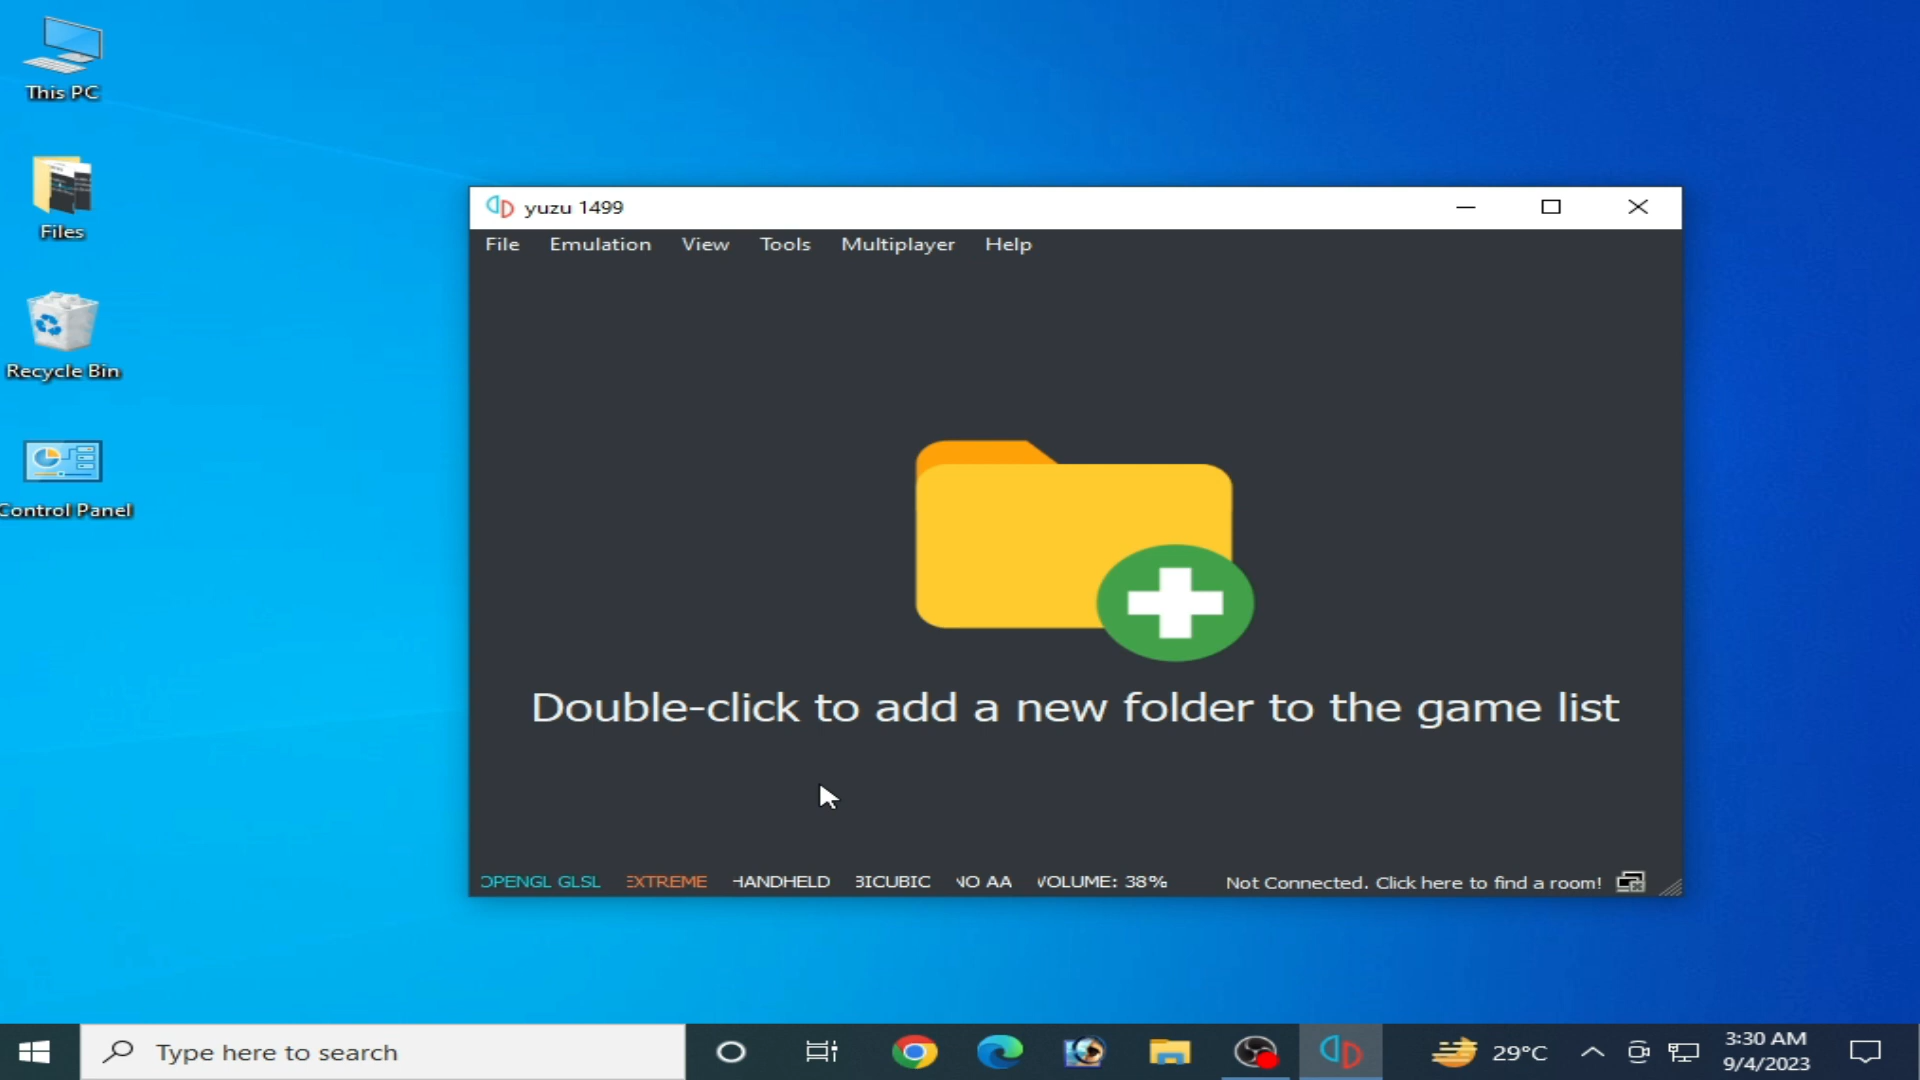 This PC
Files
Recycle Bin
Control Panel
yuzu 1499
File Emulation View Tools Multiplayer Help
Double-click to add a new folder to the game list
OPENGL GLSL EXTREME HANDHELD BICUBIC NO AA VOLUME: 38% Not Connected. Click here to find a room!
Type here to search
29°C
3:30 AM
9/4/2023